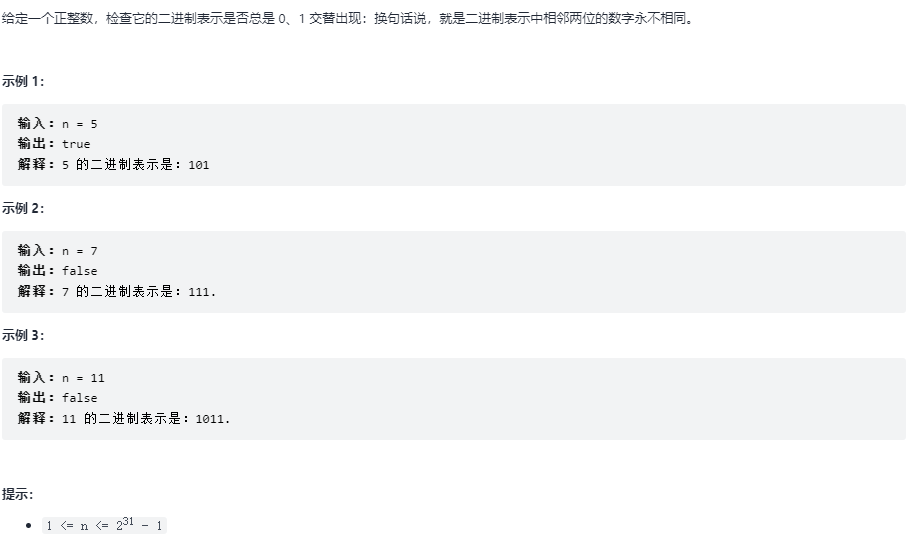 给定一个正整数，检查它的二进制表示是否总是 0、1 交替出现：换句话说，就是二进制表示中相邻两位的数字永不相同。
示例 1：
输入：n = 5
输出：true
解释：5 的二进制表示是：101
示例 2：
输入：n = 7
输出：false
解释：7 的二进制表示是：111.
示例 3：
输入：n = 11
输出：false
解释：11 的二进制表示是：1011.
提示：
• 1 <= n <= 2³¹ - 1